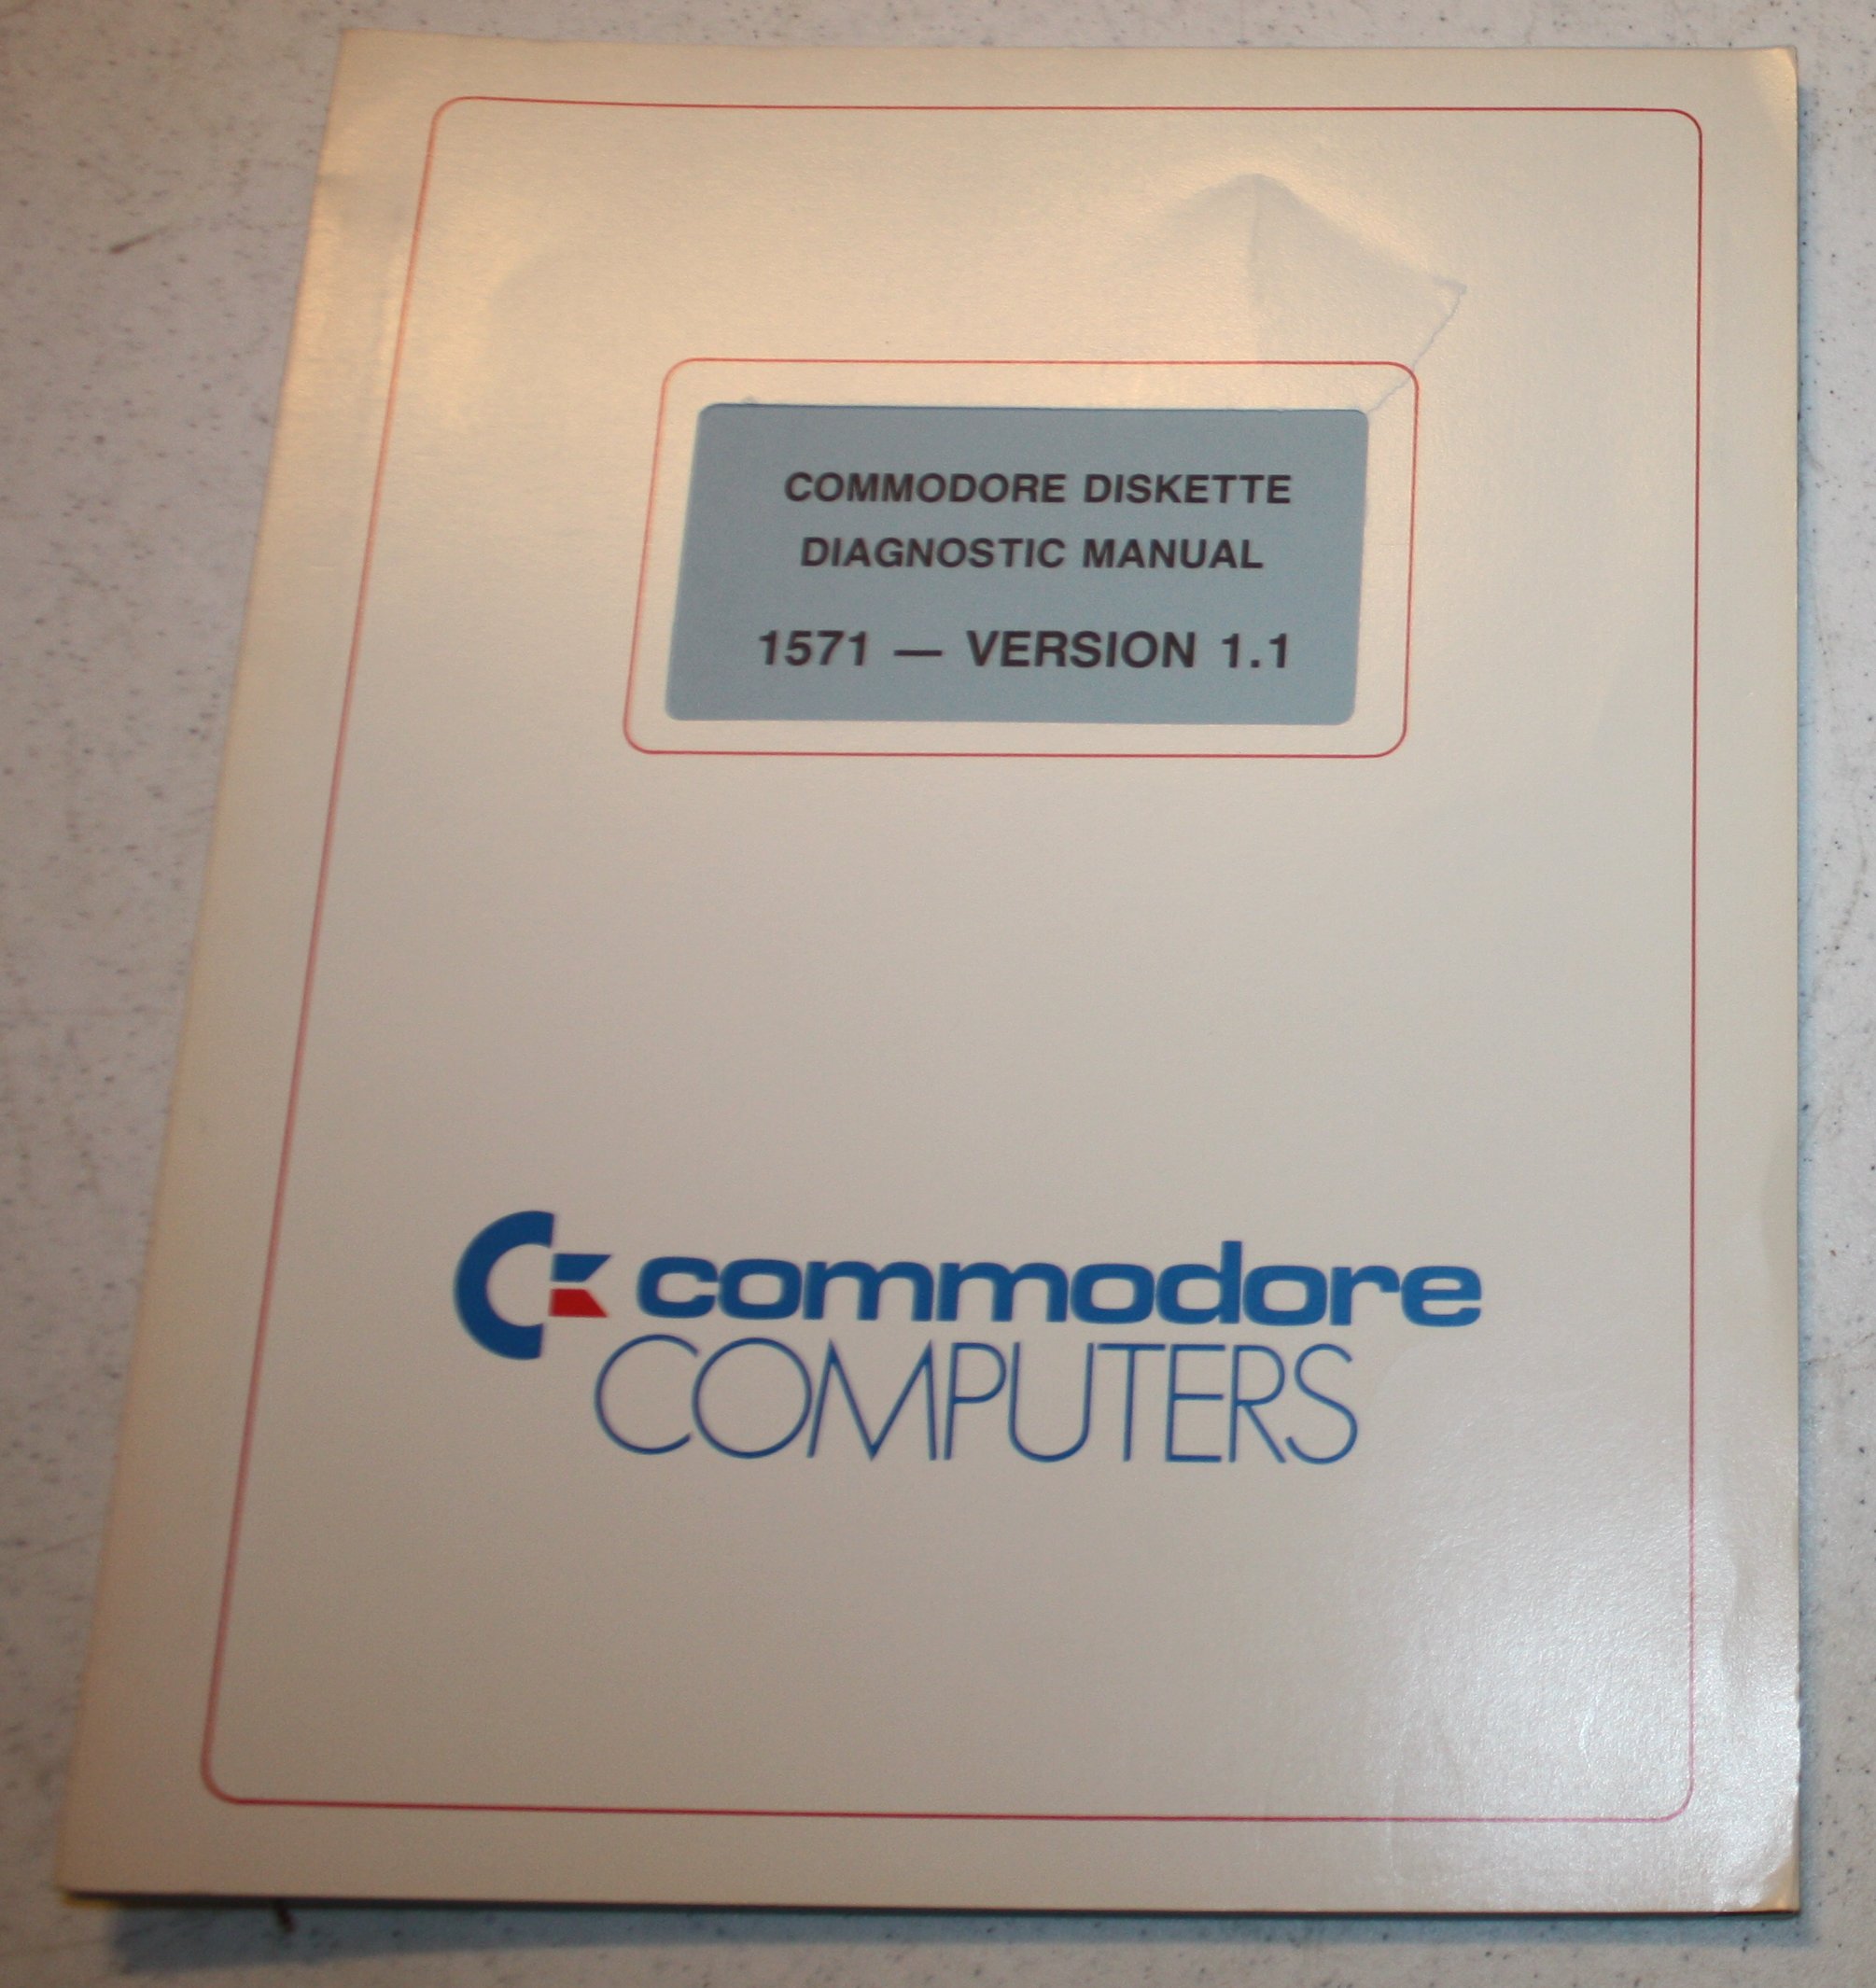 COMMODORE DISKETTE
DIAGNOSTIC MANUAL
1571 — VERSION 1.1
commodore
COMPUTERS